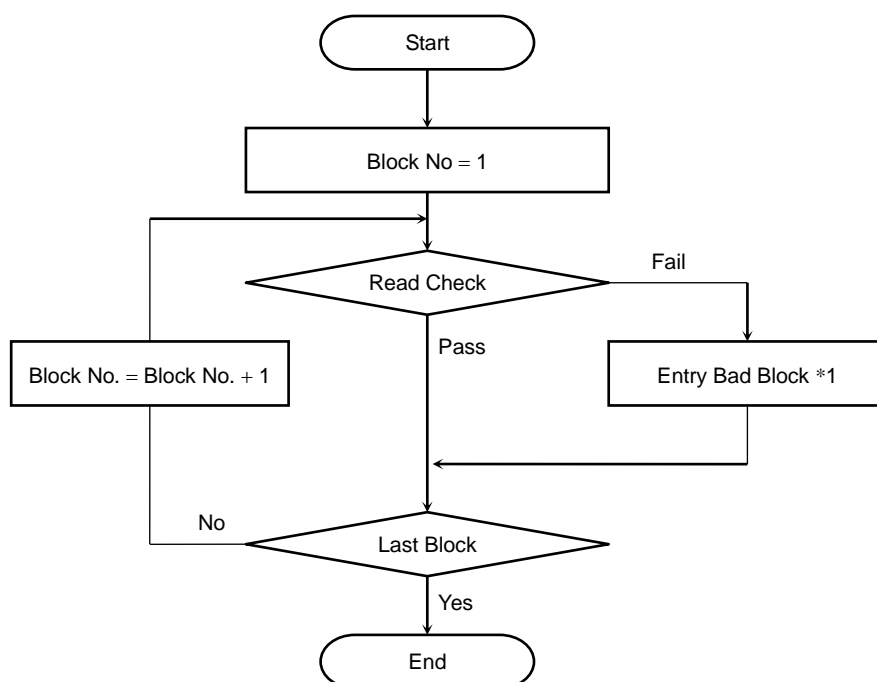 Start
Block No = 1
Read Check
Fail
Pass
Block No. = Block No. + 1
Entry Bad Block *1
No
Last Block
Yes
End